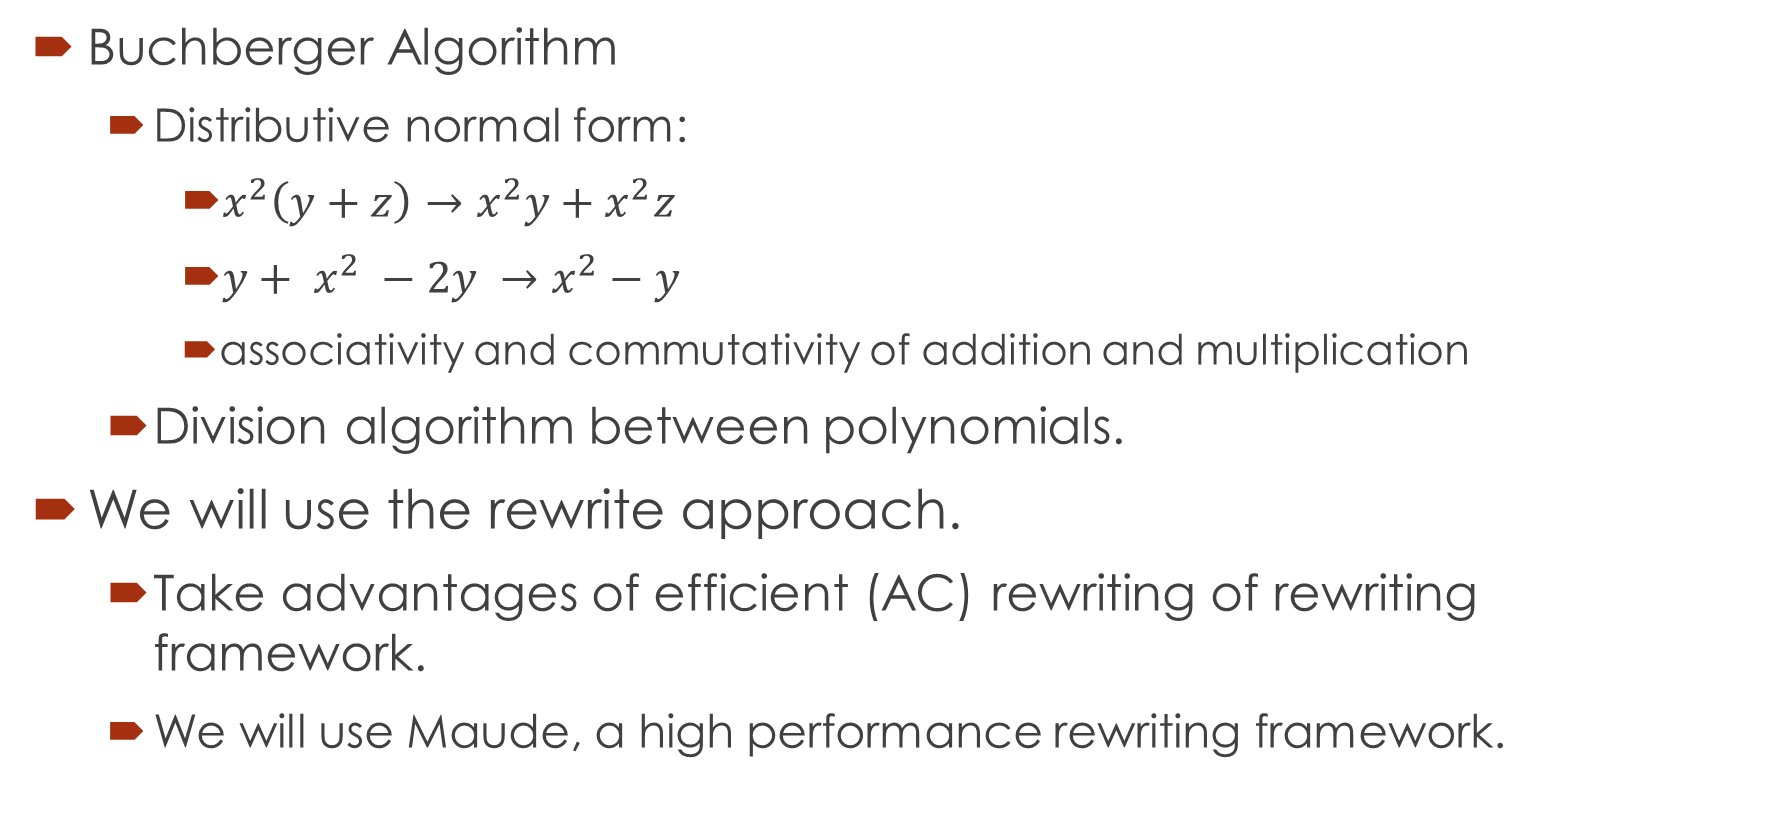 Buchberger Algorithm
Distributive normal form:
x²(y + z) → x²y + x²z
y + x² − 2y → x² − y
associativity and commutativity of addition and multiplication
Division algorithm between polynomials.
We will use the rewrite approach.
Take advantages of efficient (AC) rewriting of rewriting
framework.
We will use Maude, a high performance rewriting framework.